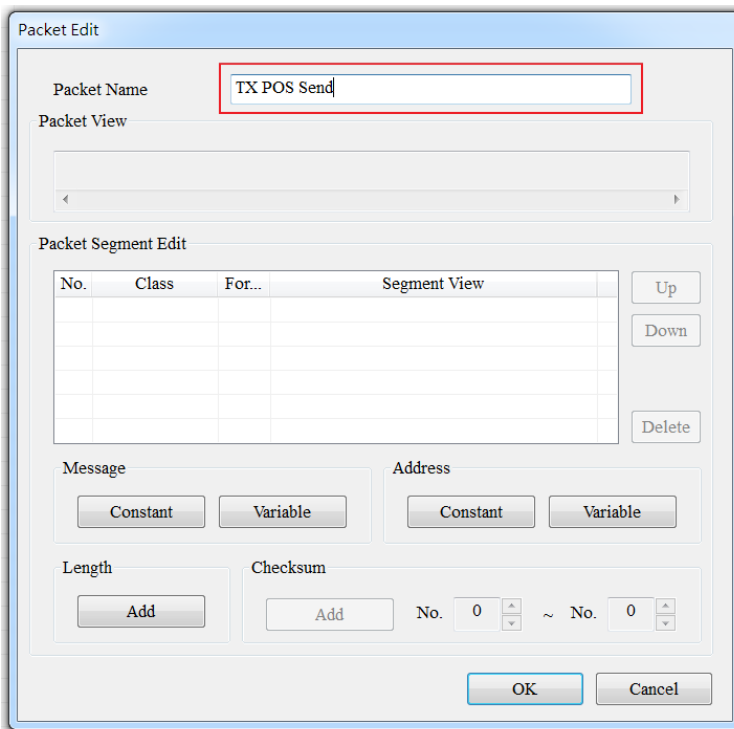 Packet Edit
Packet Name TX POS Send
Packet View
Packet Segment Edit
No. Class For... Segment View
Up
Down
Delete
Message Address
Constant Variable Constant Variable
Length Checksum
Add Add No. 0 ~ No. 0
OK Cancel